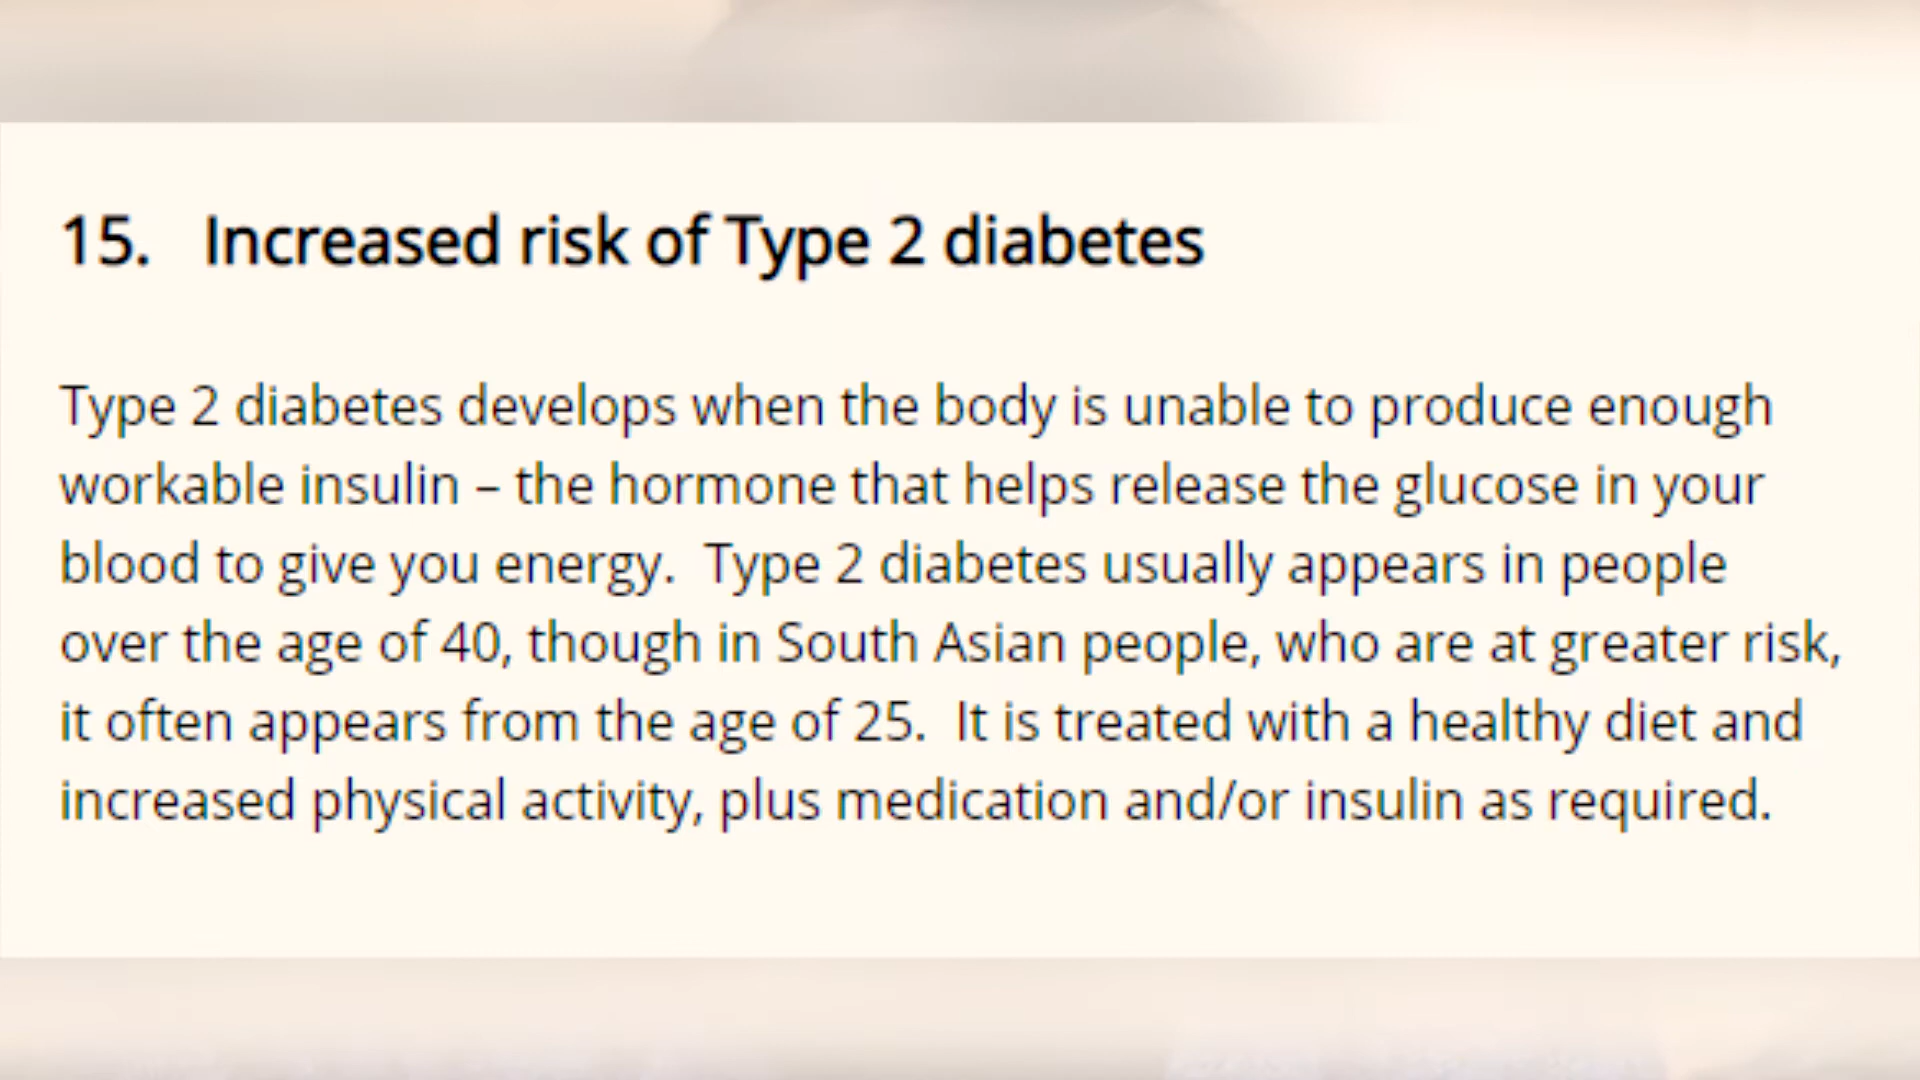 15. Increased risk of Type 2 diabetes
Type 2 diabetes develops when the body is unable to produce enough
workable insulin – the hormone that helps release the glucose in your
blood to give you energy. Type 2 diabetes usually appears in people
over the age of 40, though in South Asian people, who are at greater risk,
it often appears from the age of 25. It is treated with a healthy diet and
increased physical activity, plus medication and/or insulin as required.